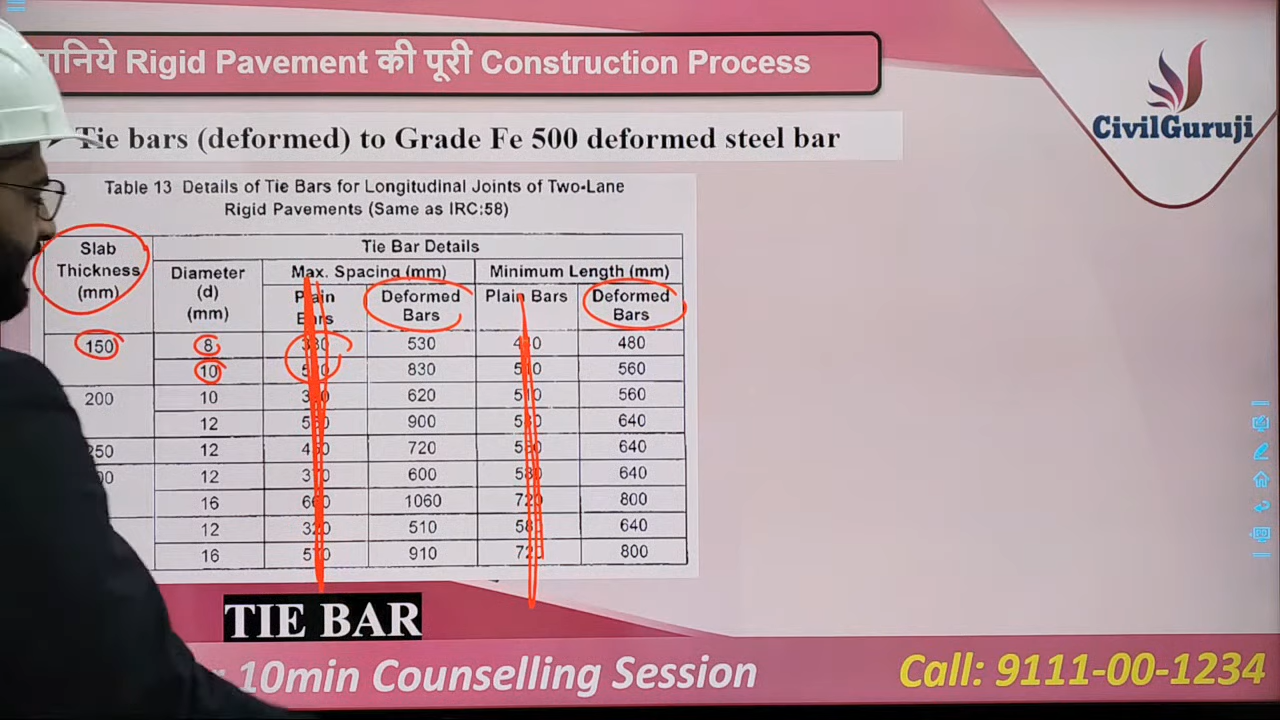 Rigid Pavement की पूरी Construction Process
CivilGuruji
Tie bars (deformed) to Grade Fe 500 deformed steel bar
Table 13 Details of Tie Bars for Longitudinal Joints of Two-Lane
Rigid Pavements (Same as IRC:58)
Slab Thickness (mm)
Tie Bar Details
Diameter (d) (mm)
Max. Spacing (mm)
Minimum Length (mm)
Plain Bars
Deformed Bars
Plain Bars
Deformed Bars
150 8 530 480
10 830 560
200 10 620 560
12 900 640
12 720 640
12 600 640
16 1060 800
12 510 640
16 910 800
TIE BAR
10min Counselling Session
Call: 9111-00-1234